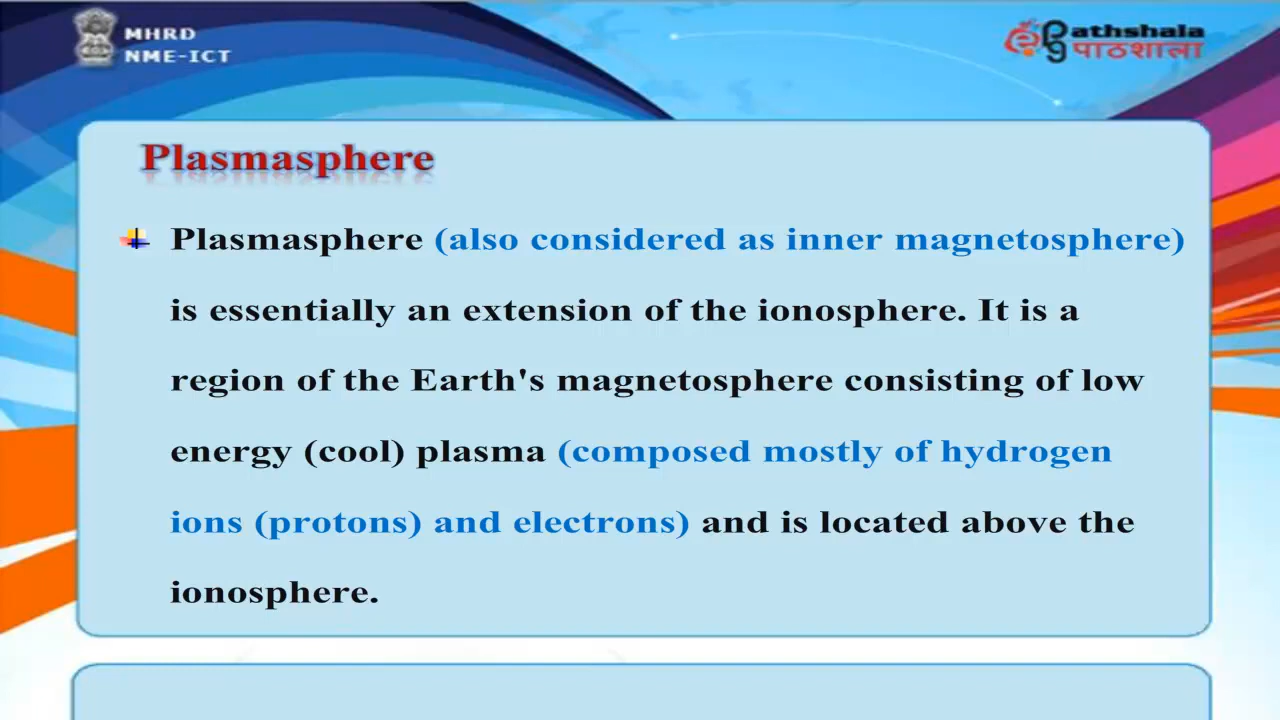 MHRD
NME-ICT
epg
athshala
पाठशाला
Plasmasphere
Plasmasphere (also considered as inner magnetosphere)
is essentially an extension of the ionosphere. It is a
region of the Earth's magnetosphere consisting of low
energy (cool) plasma (composed mostly of hydrogen
ions (protons) and electrons) and is located above the
ionosphere.